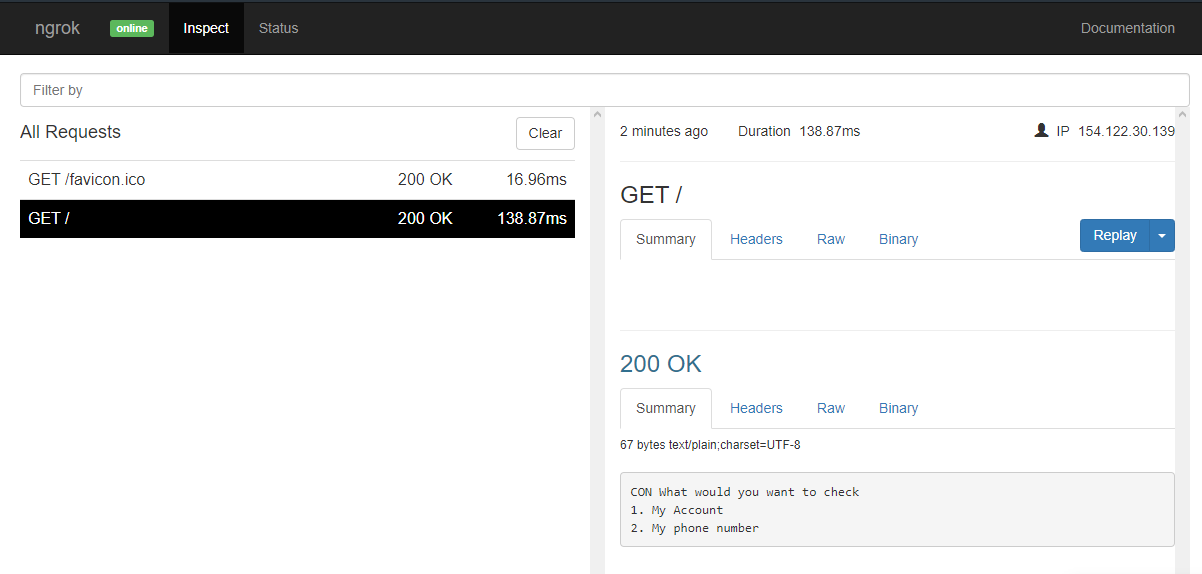 ngrok online Inspect Status Documentation
Filter by
All Requests Clear
GET /favicon.ico 200 OK 16.96ms
GET / 200 OK 138.87ms
2 minutes ago Duration 138.87ms IP 154.122.30.139
GET /
Summary Headers Raw Binary Replay
200 OK
Summary Headers Raw Binary
67 bytes text/plain;charset=UTF-8
CON What would you want to check
1. My Account
2. My phone number